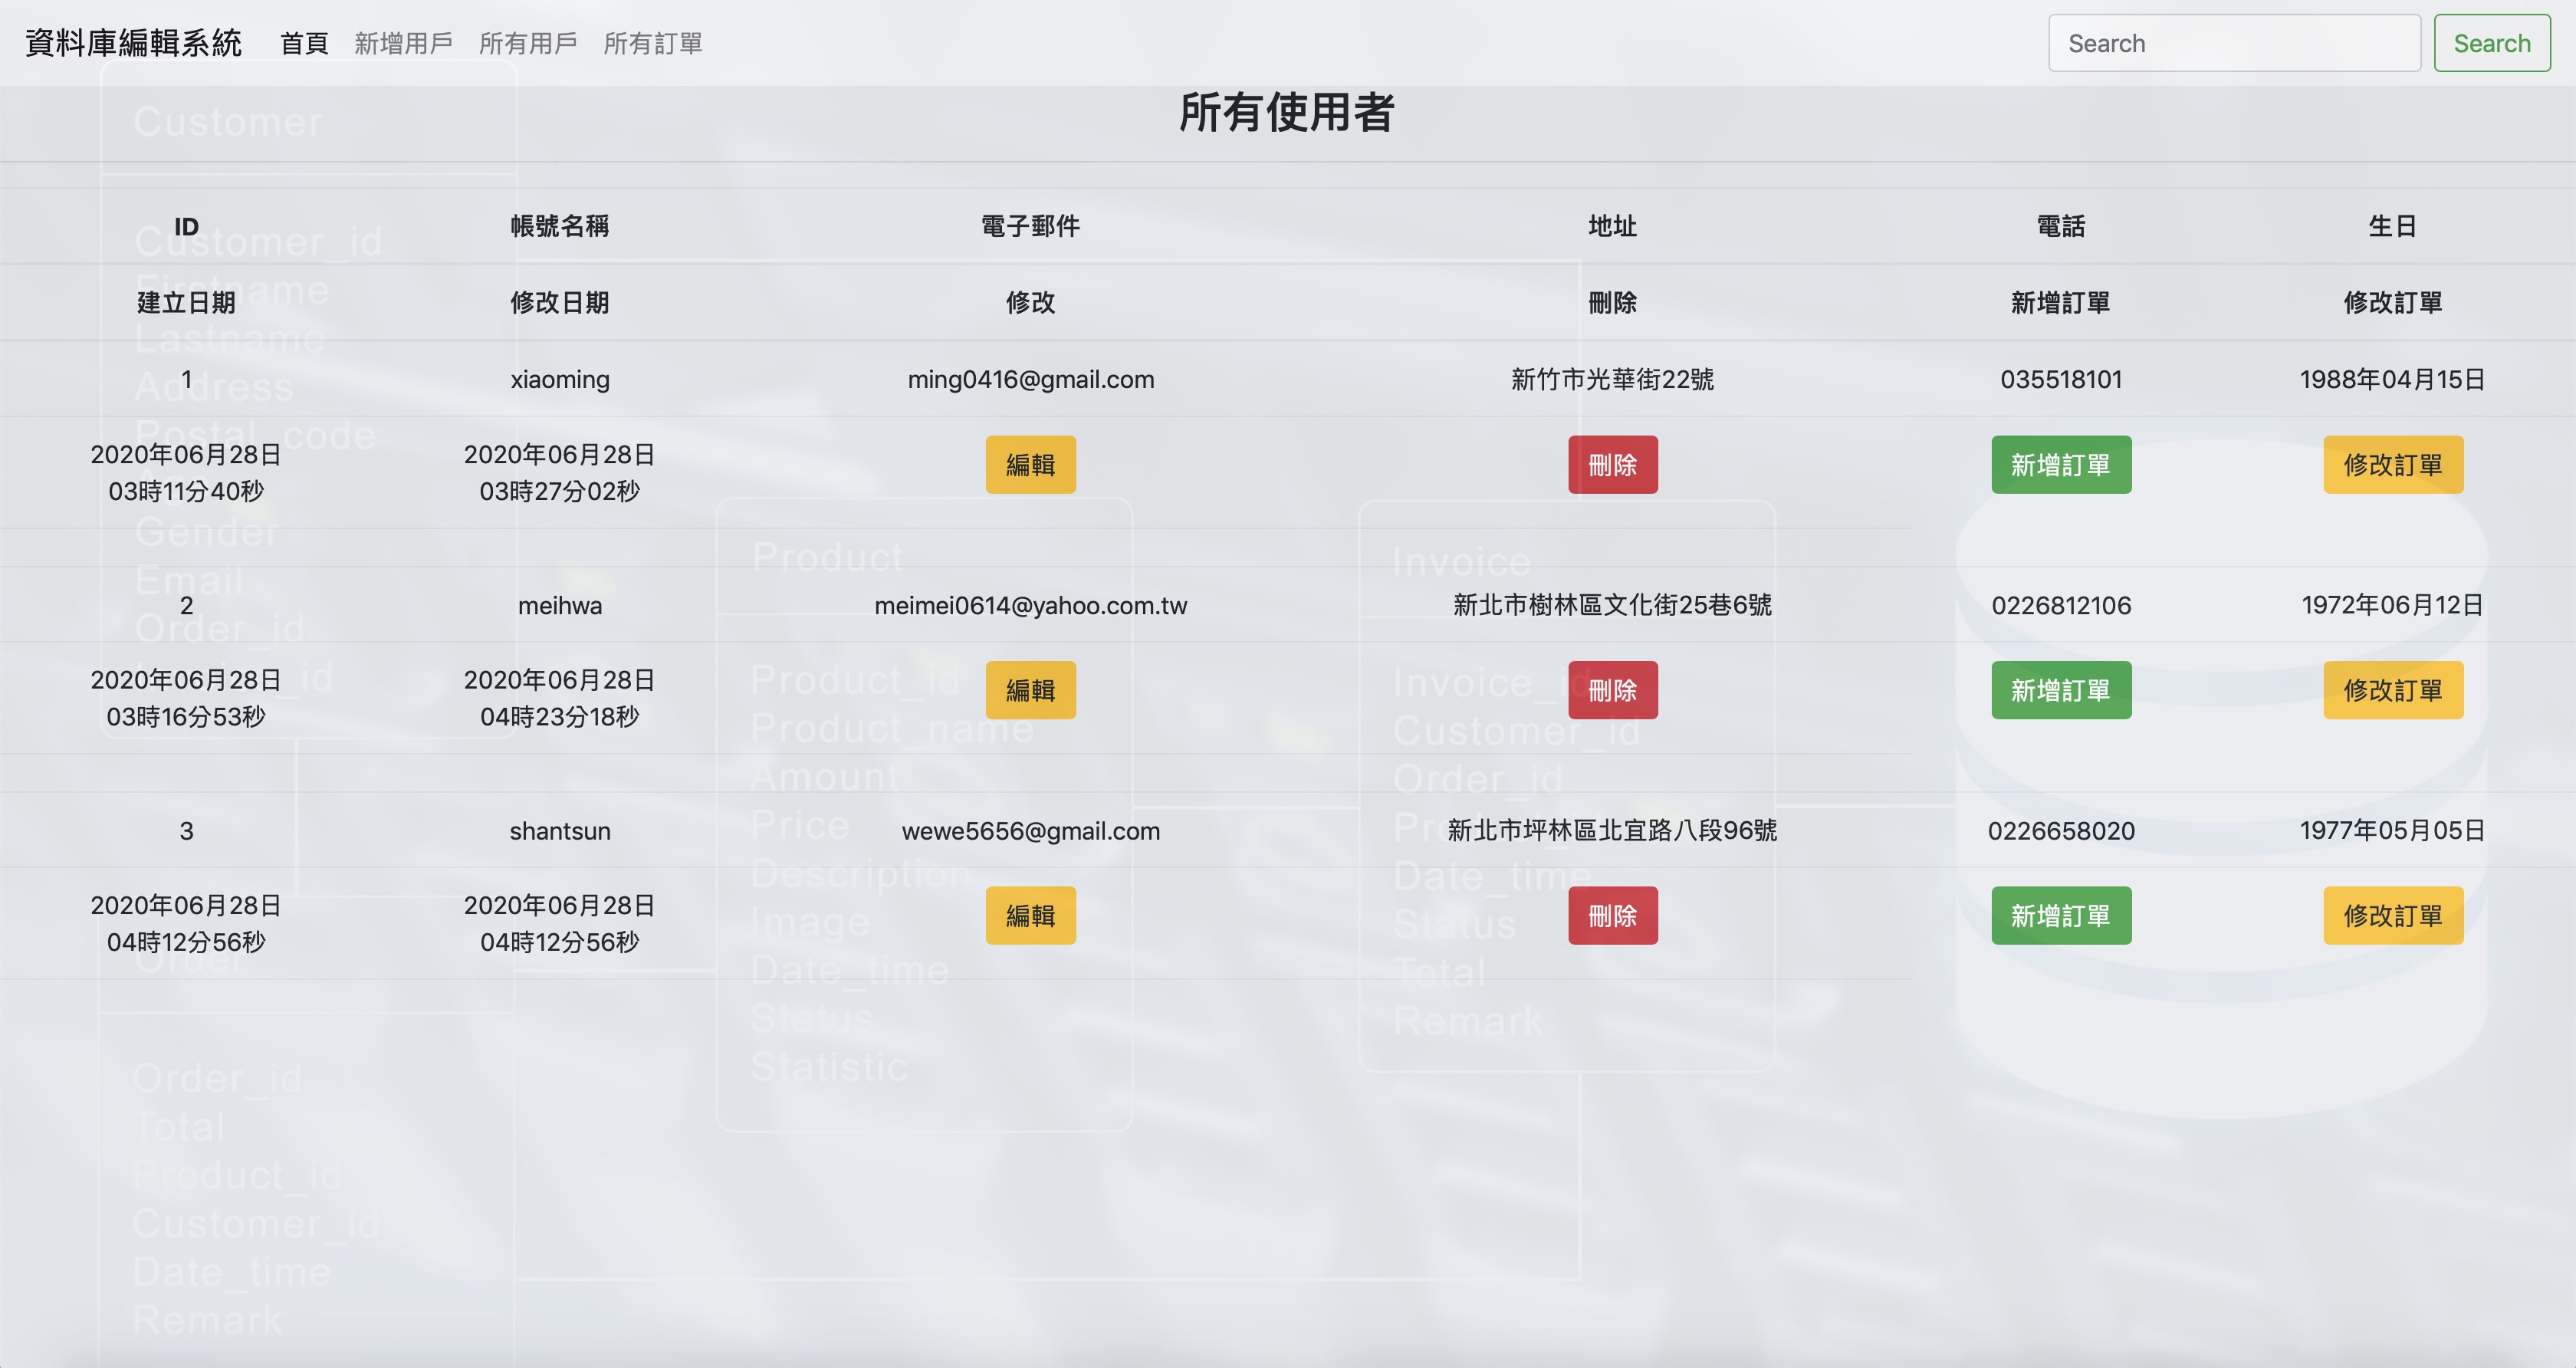 資料庫編輯系統 首頁 新增用戶 所有用戶 所有訂單 Search Search
所有使用者
ID 帳號名稱 電子郵件 地址 電話 生日
建立日期 修改日期 修改 刪除 新增訂單 修改訂單
1 xiaoming ming0416@gmail.com 新竹市光華街22號 035518101 1988年04月15日
2020年06月28日 2020年06月28日 編輯 刪除 新增訂單 修改訂單
03時11分40秒 03時27分02秒
2 meihwa meimei0614@yahoo.com.tw 新北市樹林區文化街25巷6號 0226812106 1972年06月12日
2020年06月28日 2020年06月28日 編輯 刪除 新增訂單 修改訂單
03時16分53秒 04時23分18秒
3 shantsun wewe5656@gmail.com 新北市坪林區北宜路八段96號 0226658020 1977年05月05日
2020年06月28日 2020年06月28日 編輯 刪除 新增訂單 修改訂單
04時12分56秒 04時12分56秒
Customer
Customer_id
Firstname
Lastname
Address
Postal_code
Gender
Email
Order_id
Product
Product_id
Product_name
Amount
Price
Description
Image
Date_time
Status
Statistic
Invoice
Invoice_id
Customer_id
Order_id
Date_time
Status
Total
Remark
Order
Order_id
Total
Product_id
Customer_id
Date_time
Remark